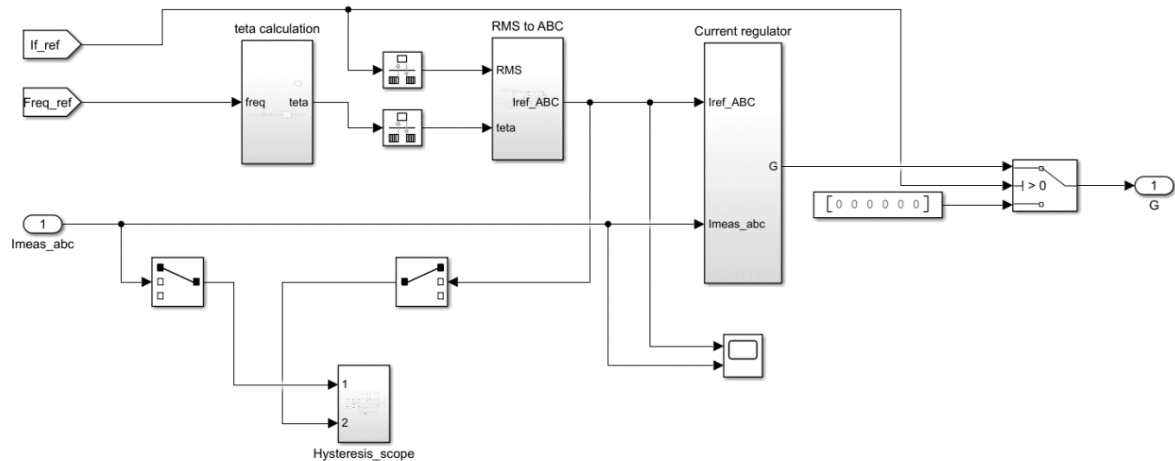 teta calculation
RMS to ABC
Current regulator
If_ref
RMS
Freq_ref
freq
teta
Iref_ABC
Iref_ABC
teta
G
> 0
1
[0 0 0 0 0 0]
G
1
Imeas_abc
Imeas_abc
1
2
Hysteresis_scope